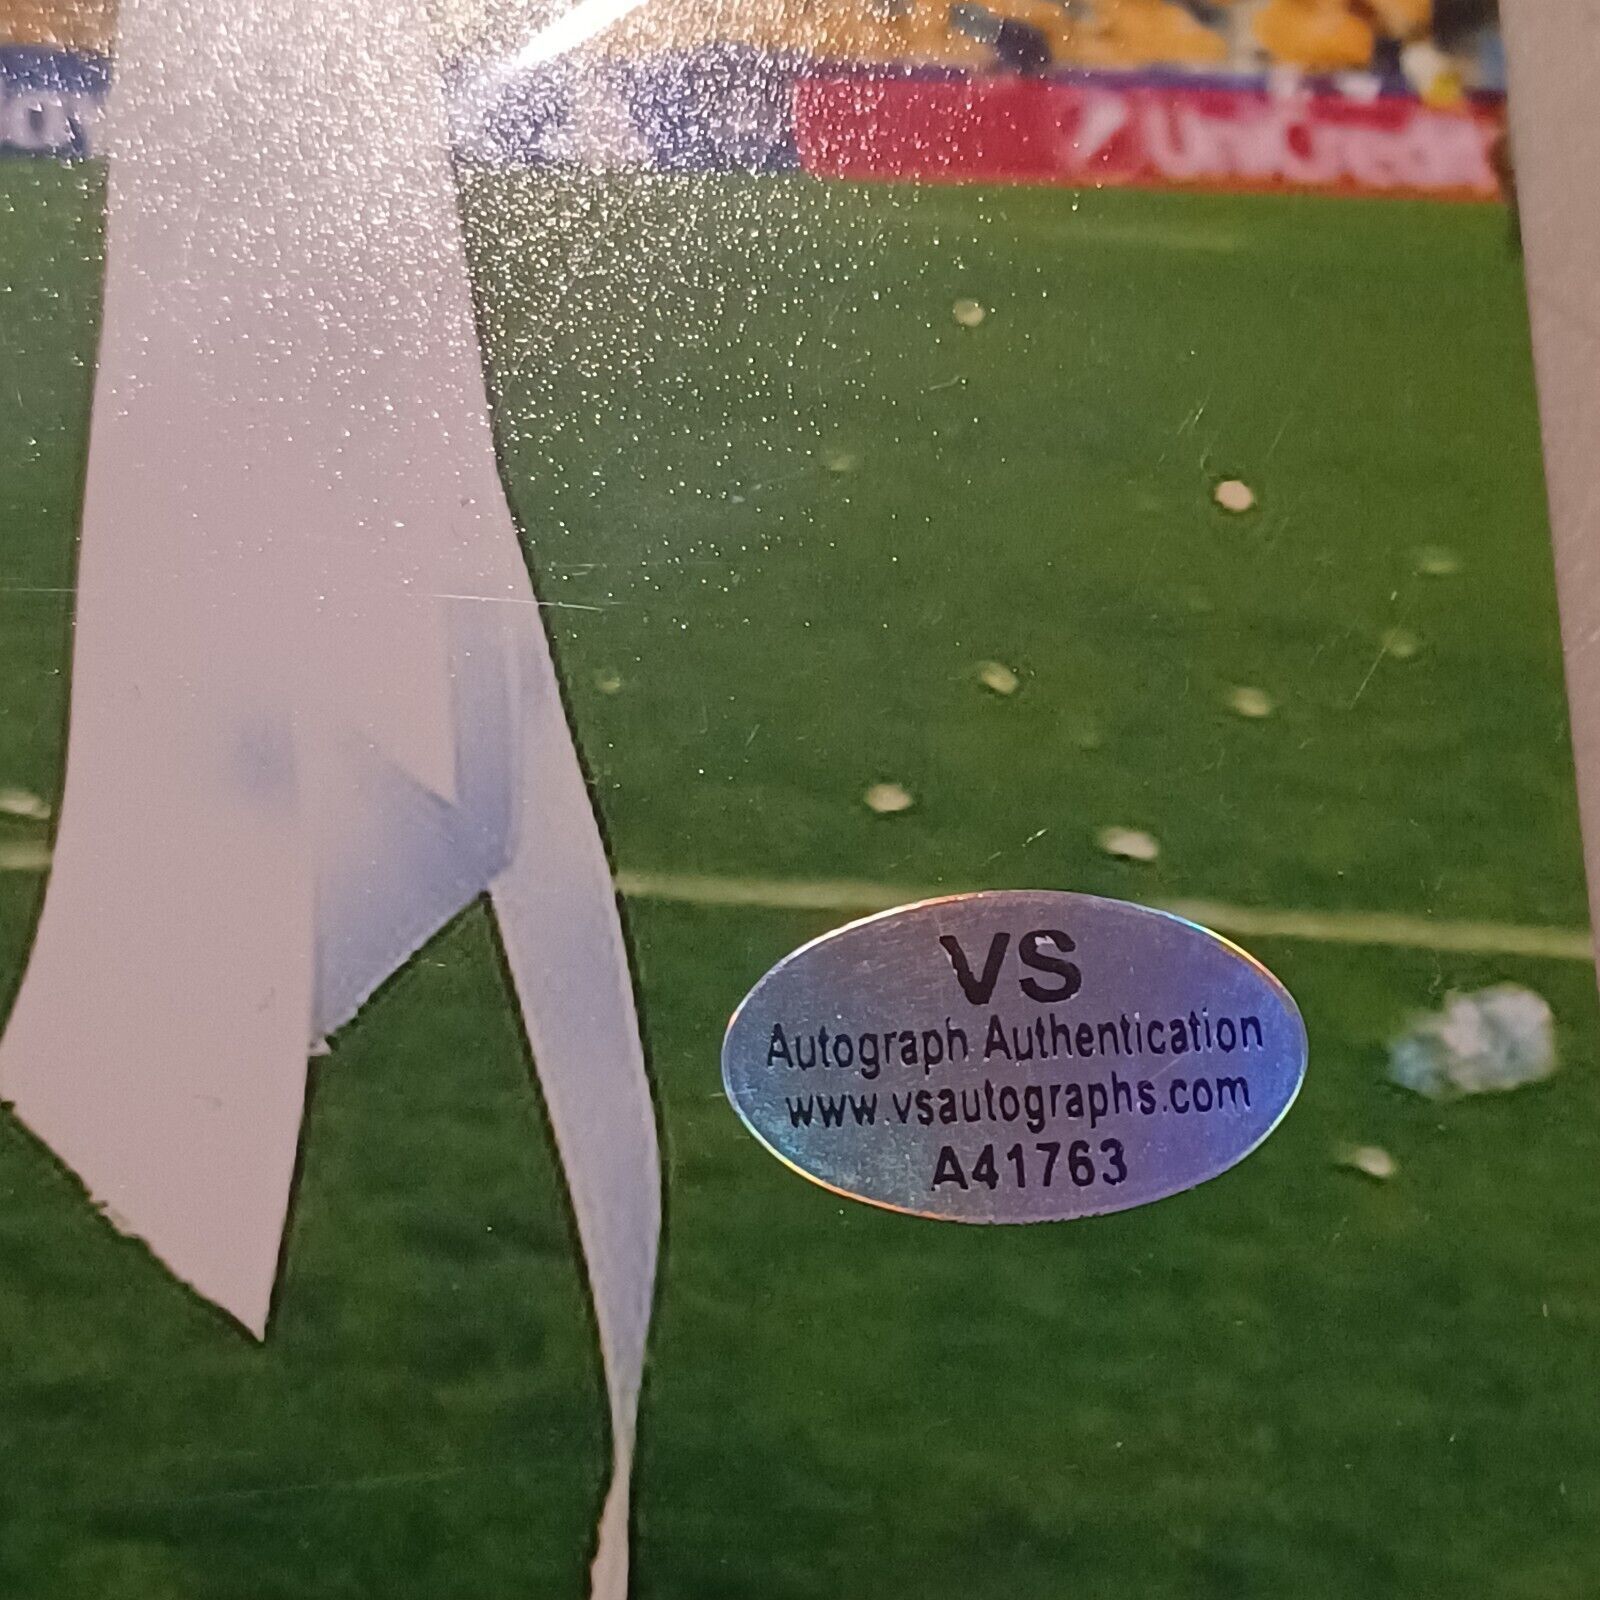 UniCredit
VS
Autograph Authentication
www.vsautographs.com
A41763